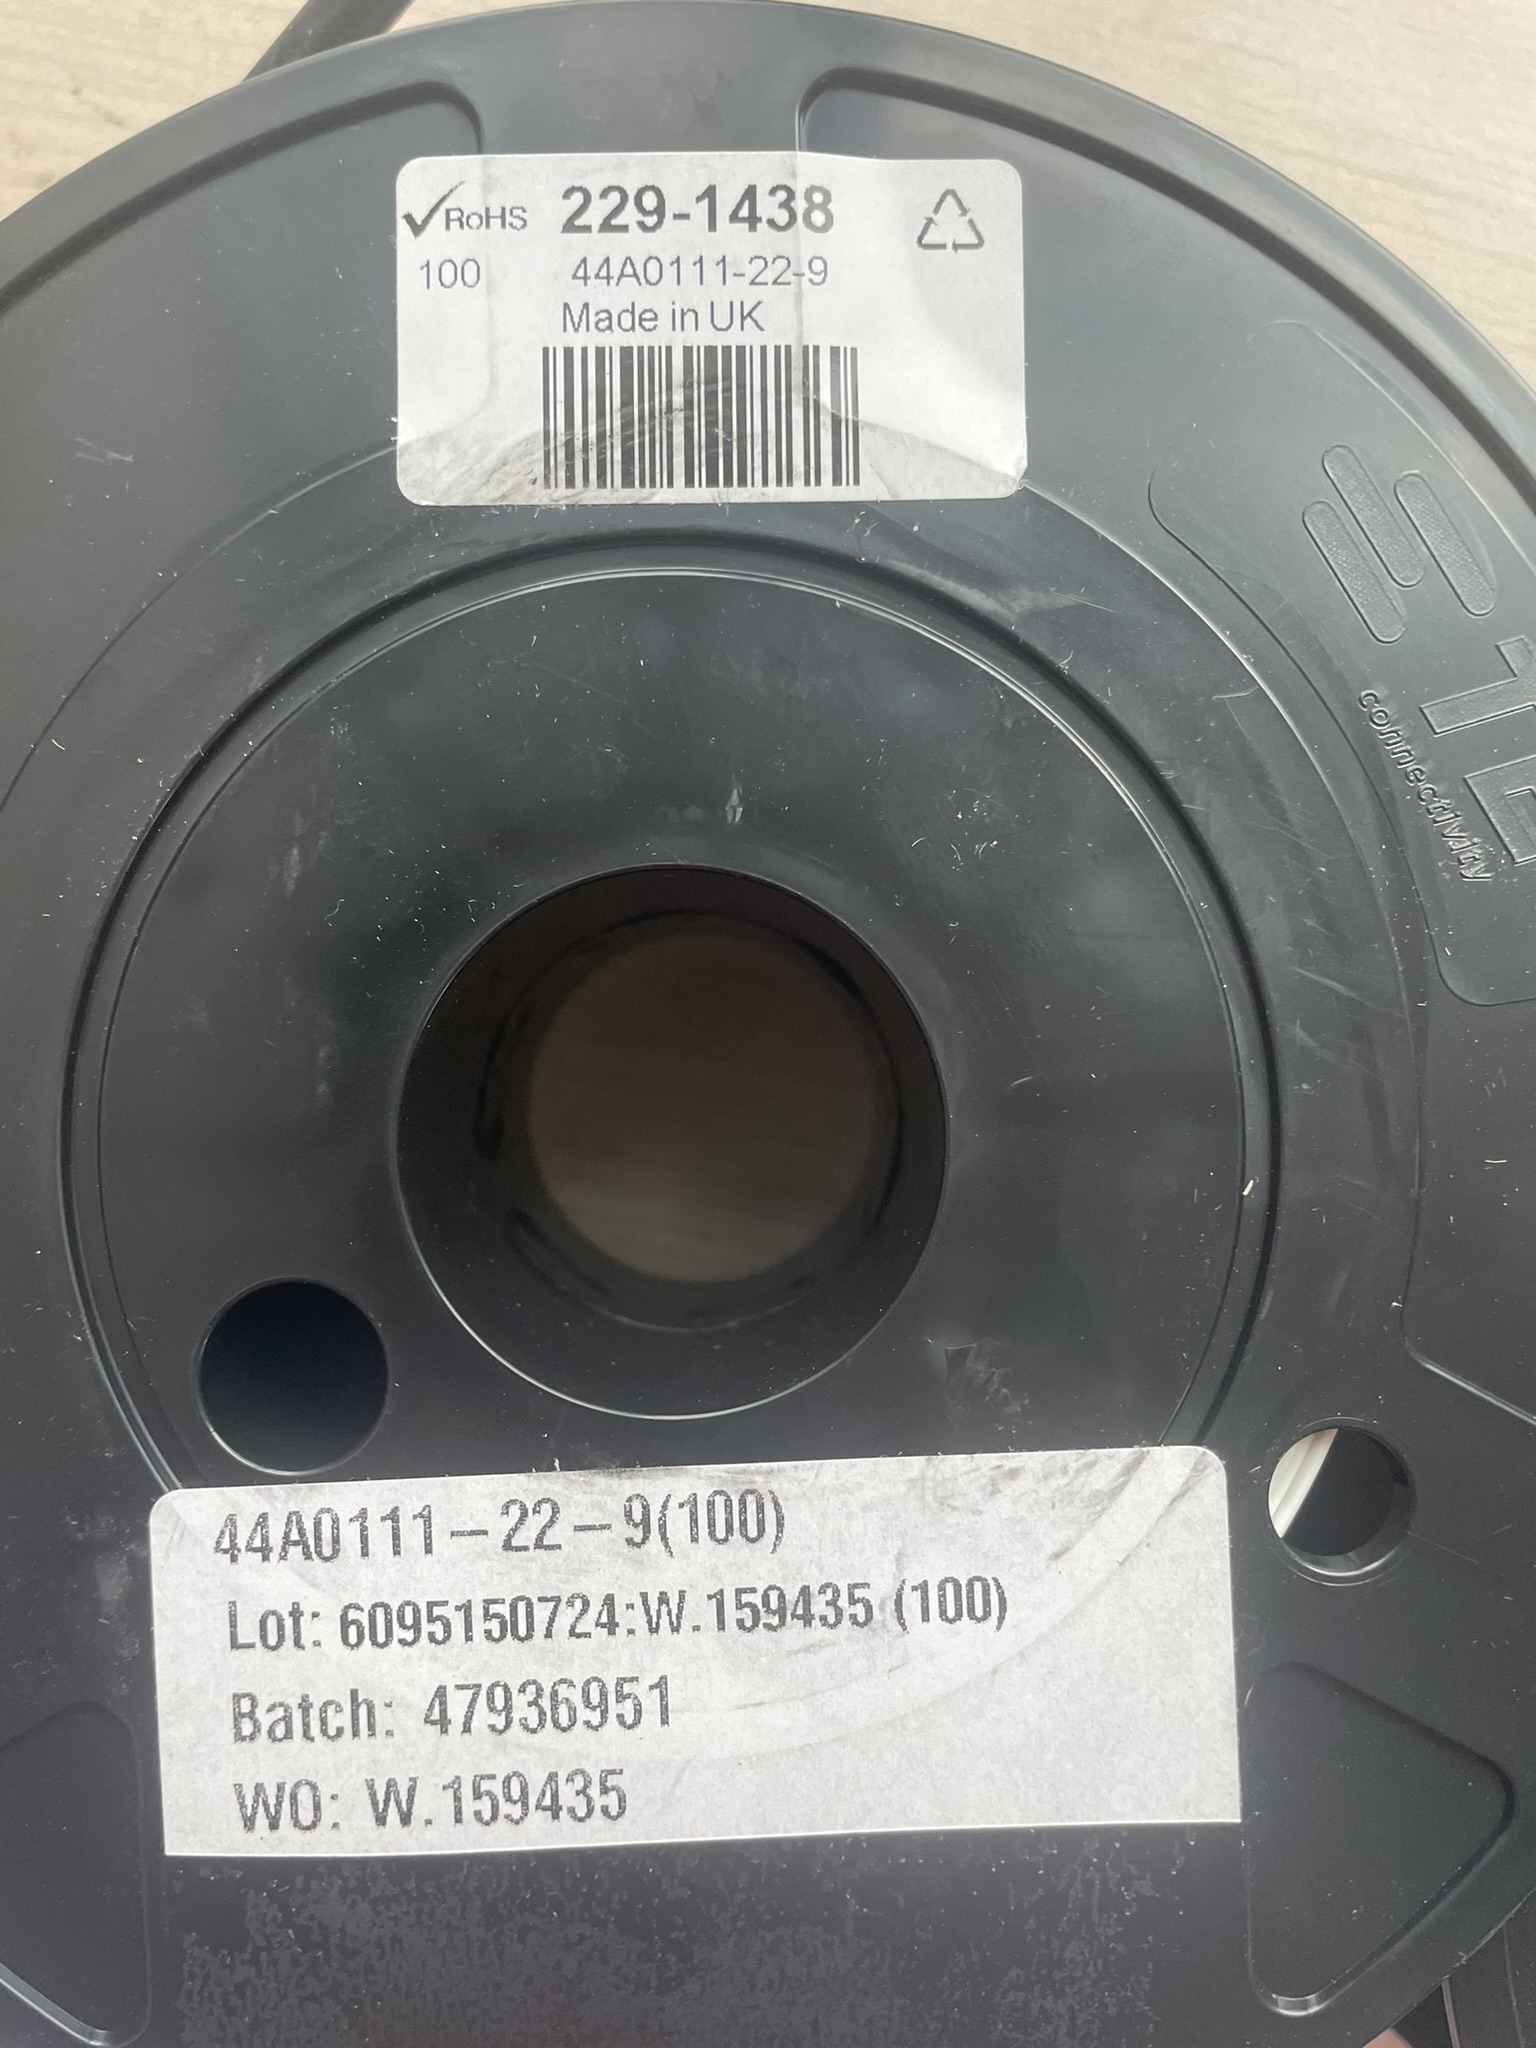 RoHS 229-1438
100 44A0111-22-9
Made in UK
TE
connectivity
44A0111-22-9(100)
Lot: 6095150724:W.159435 (100)
Batch: 47936951
WO: W.159435